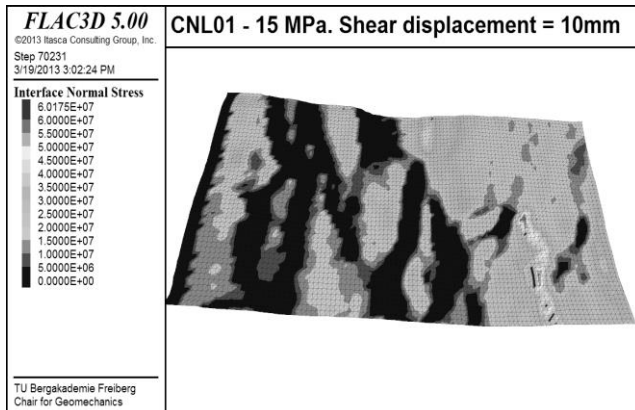 FLAC3D 5.00
©2013 Itasca Consulting Group, Inc.
Step 70231
3/19/2013 3:02:24 PM
Interface Normal Stress
6.0175E+07
6.0000E+07
5.5000E+07
5.0000E+07
4.5000E+07
4.0000E+07
3.5000E+07
3.0000E+07
2.5000E+07
2.0000E+07
1.5000E+07
1.0000E+07
5.0000E+06
0.0000E+00
TU Bergakademie Freiberg
Chair for Geomechanics
CNL01 - 15 MPa. Shear displacement = 10mm